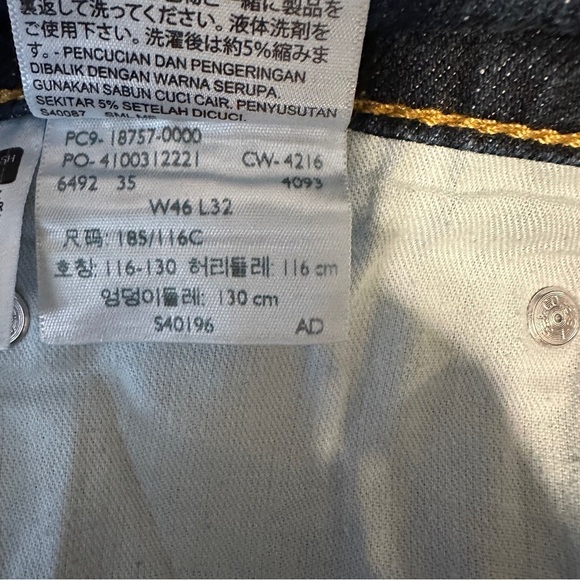 裏返して洗ってください。液体洗剤を
ご使用下さい。洗濯後は約5%縮みま
す。- PENCUCIAN DAN PENGERINGAN
DIBALIK DENGAN WARNA SERUPA.
GUNAKAN SABUN CUCI CAIR. PENYUSUTAN
SEKITAR 5% SETELAH DICUCI.
S40087
PC9- 18757-0000
PO- 4100312221 CW-4216
6492 35 4093
W46 L32
尺码: 185/116C
호칭: 116-130 허리둘레: 116 cm
엉덩이둘레: 130 cm
S40196 AD